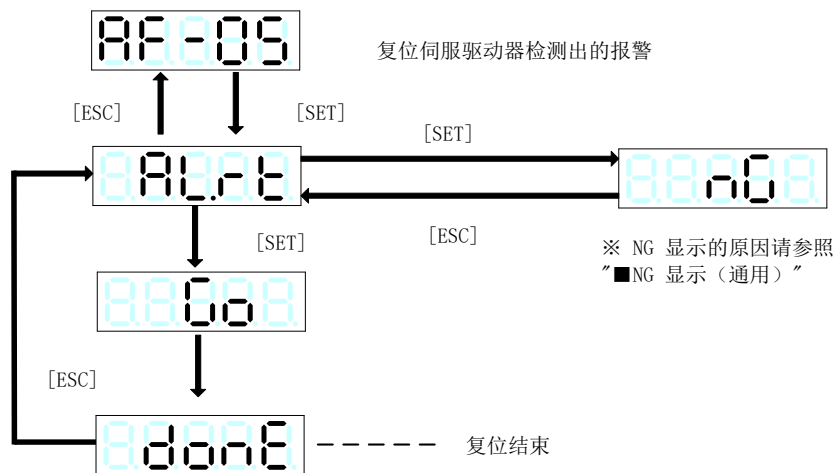 AF-05
复位伺服驱动器检测出的报警
[ESC]
[SET]
[SET]
AL.rt
nG
[ESC]
[SET]
※ NG 显示的原因请参照
"■NG 显示（通用）"
Go
[ESC]
donE
复位结束